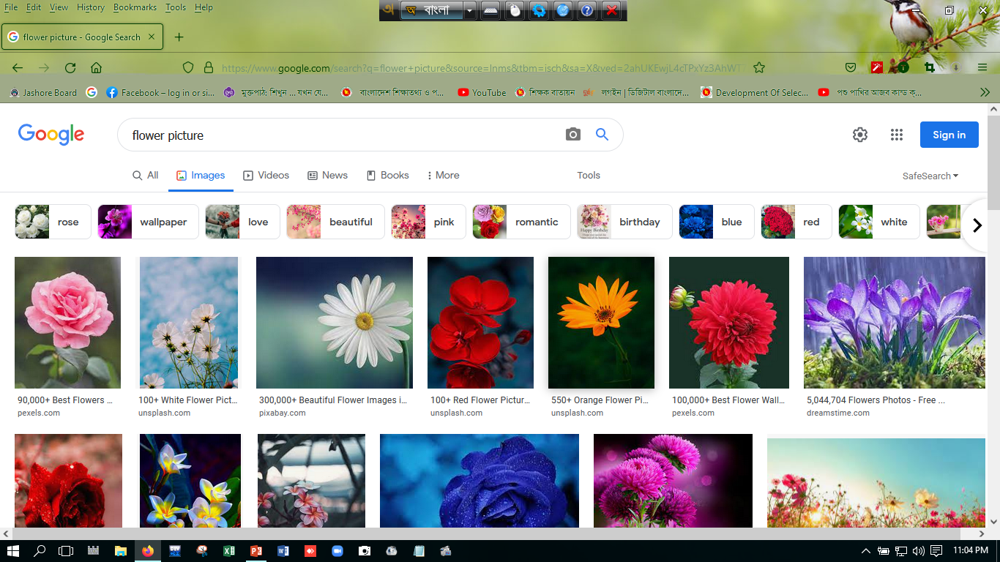 File Edit View History Bookmarks Tools Help
অ অ বাংলা
flower picture - Google Search
https://www.google.com/search?q=flower+picture&source=lnms&tbm=isch&sa=X&ved=2ahUKEwjL4cTPxYz3AhWT
Jashore Board Facebook – log in or si... মুক্তপাঠ: শিখুন ... যখন যে... বাংলাদেশ শিক্ষাতথ্য ও প... YouTube শিক্ষক বাতায়ন লগইন | ডিজিটাল বাংলাদে... Development Of Selec... পশু পাখির আজব কান্ড ক্...
Google flower picture Sign in
All Images Videos News Books More Tools SafeSearch
rose wallpaper love beautiful pink romantic birthday blue red white
Happy Birthday
90,000+ Best Flowers ... 100+ White Flower Pict... 300,000+ Beautiful Flower Images i... 100+ Red Flower Pictur... 550+ Orange Flower Pi... 100,000+ Best Flower Wall... 5,044,704 Flowers Photos - Free ...
pexels.com unsplash.com pixabay.com unsplash.com unsplash.com pexels.com dreamstime.com
11:04 PM